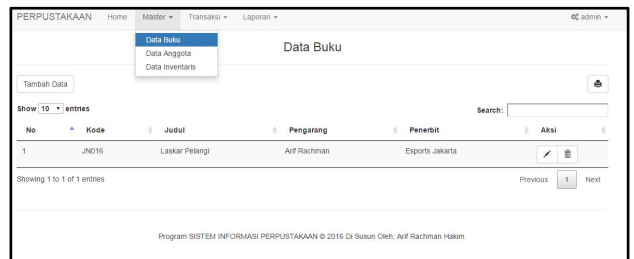 PERPUSTAKAAN Home Master Transaksi Laporan admin
Data Buku
Data Anggota
Data Inventaris
Data Buku
Tambah Data
Show 10 entries Search:
No Kode Judul Pengarang Penerbit Aksi
1 JN016 Laskar Pelangi Arif Rachman Esports Jakarta
Showing 1 to 1 of 1 entries Previous 1 Next
Program SISTEM INFORMASI PERPUSTAKAAN © 2016 Di Susun Oleh, Arif Rachman Hakim.